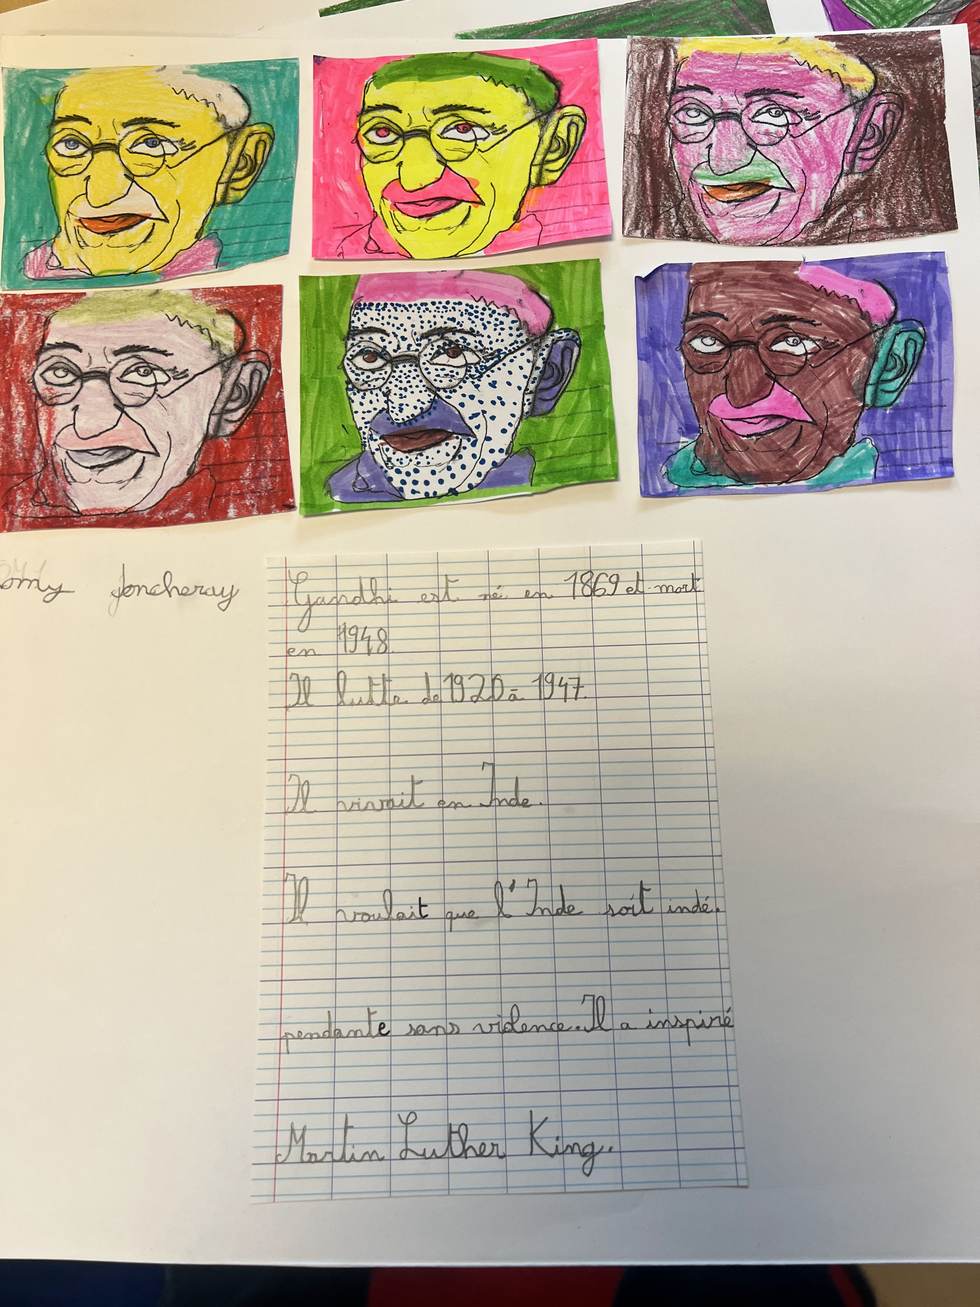 Joncheray
Gandhi est né en 1869 et mort
en 1948.
Il lutte de 1920 à 1947.
Il vivait en Inde.
Il voulait que l'Inde soit indé-
pendante sans violence. Il a inspiré
Martin Luther King.